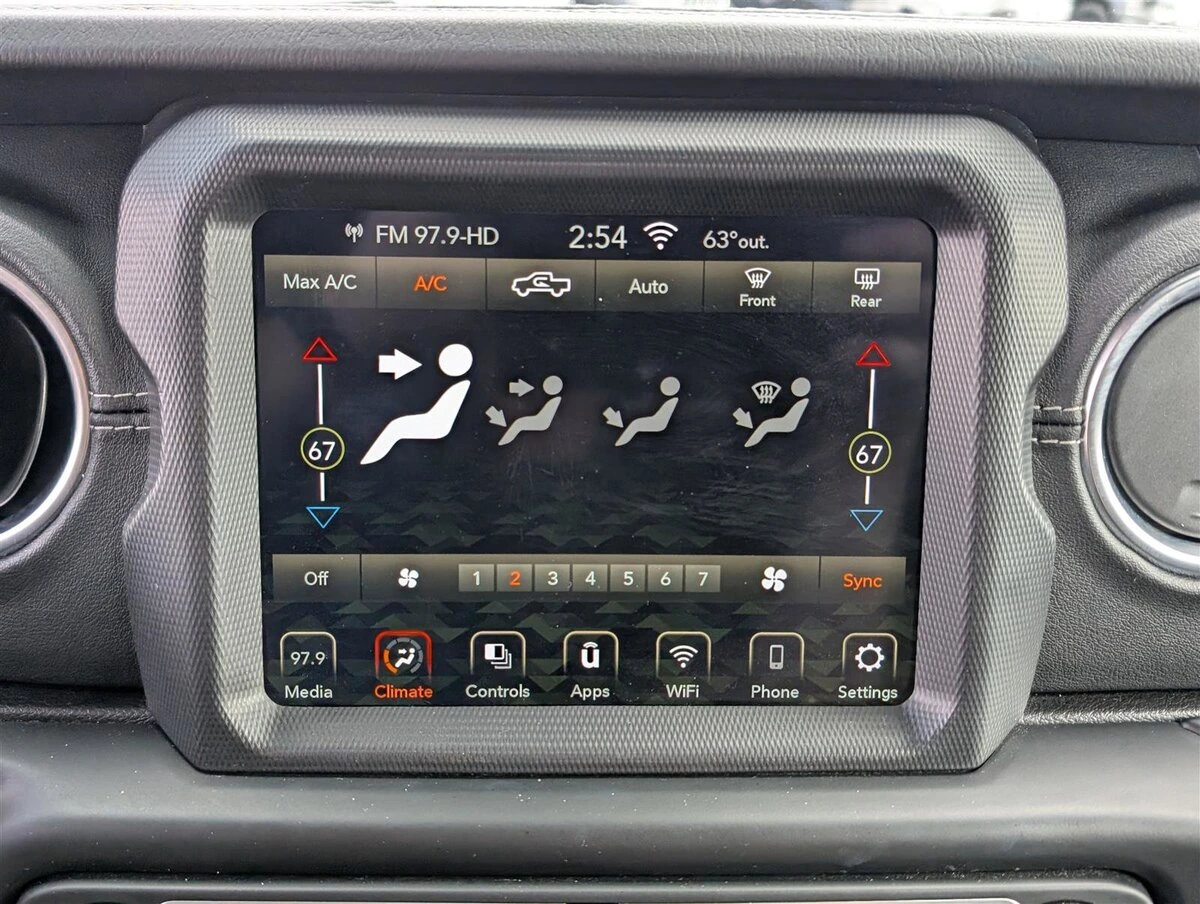 FM 97.9-HD 2:54 63°out.
Max A/C A/C Auto Front Rear
67 67
Off 1 2 3 4 5 6 7 Sync
97.9 ú
Media Climate Controls Apps WiFi Phone Settings